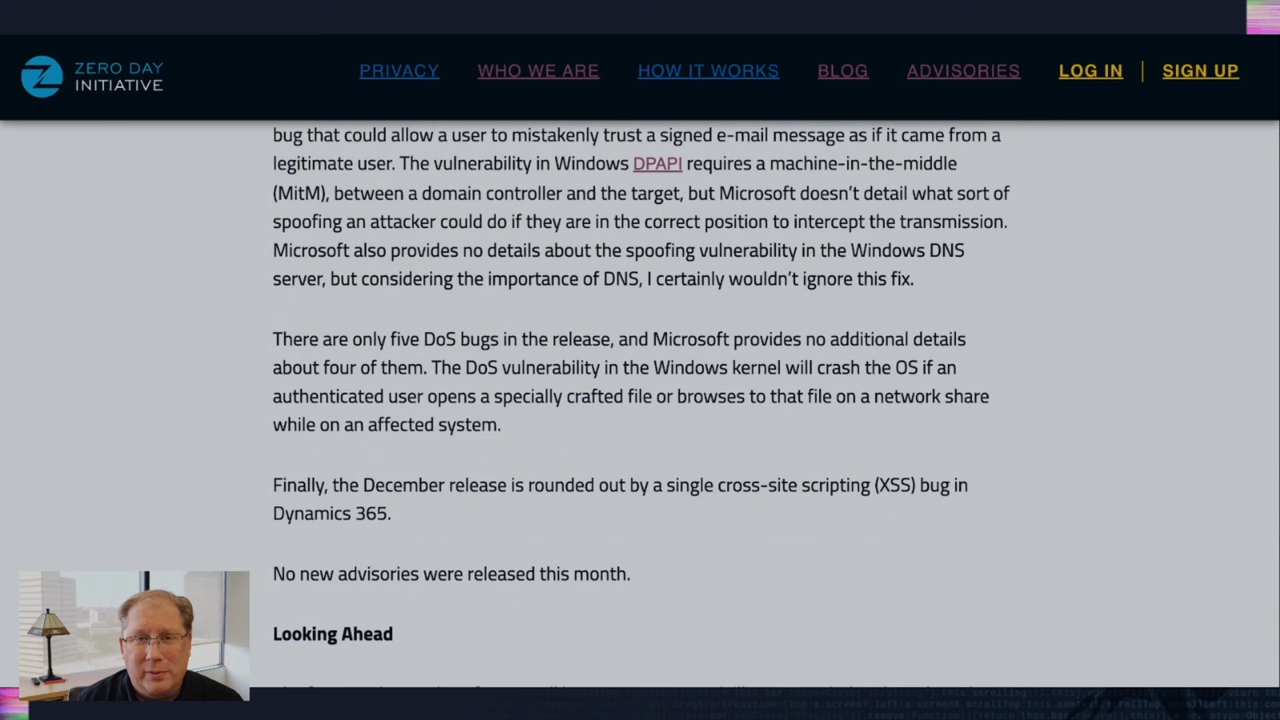 ZERO DAY
INITIATIVE
PRIVACY WHO WE ARE HOW IT WORKS BLOG ADVISORIES LOG IN | SIGN UP
bug that could allow a user to mistakenly trust a signed e-mail message as if it came from a
legitimate user. The vulnerability in Windows DPAPI requires a machine-in-the-middle
(MitM), between a domain controller and the target, but Microsoft doesn’t detail what sort of
spoofing an attacker could do if they are in the correct position to intercept the transmission.
Microsoft also provides no details about the spoofing vulnerability in the Windows DNS
server, but considering the importance of DNS, I certainly wouldn’t ignore this fix.
There are only five DoS bugs in the release, and Microsoft provides no additional details
about four of them. The DoS vulnerability in the Windows kernel will crash the OS if an
authenticated user opens a specially crafted file or browses to that file on a network share
while on an affected system.
Finally, the December release is rounded out by a single cross-site scripting (XSS) bug in
Dynamics 365.
No new advisories were released this month.
Looking Ahead